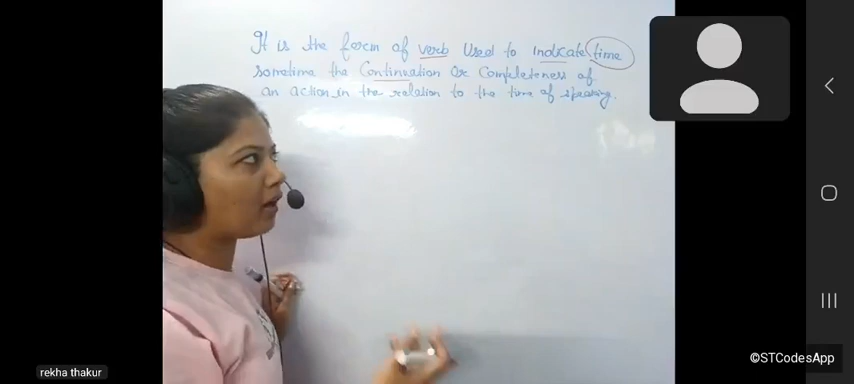 It is the form of verb Used to indicate time
sometime the Continuation or Completeness of
an action in the relation to the time of speaking.
rekha thakur
©STCodesApp